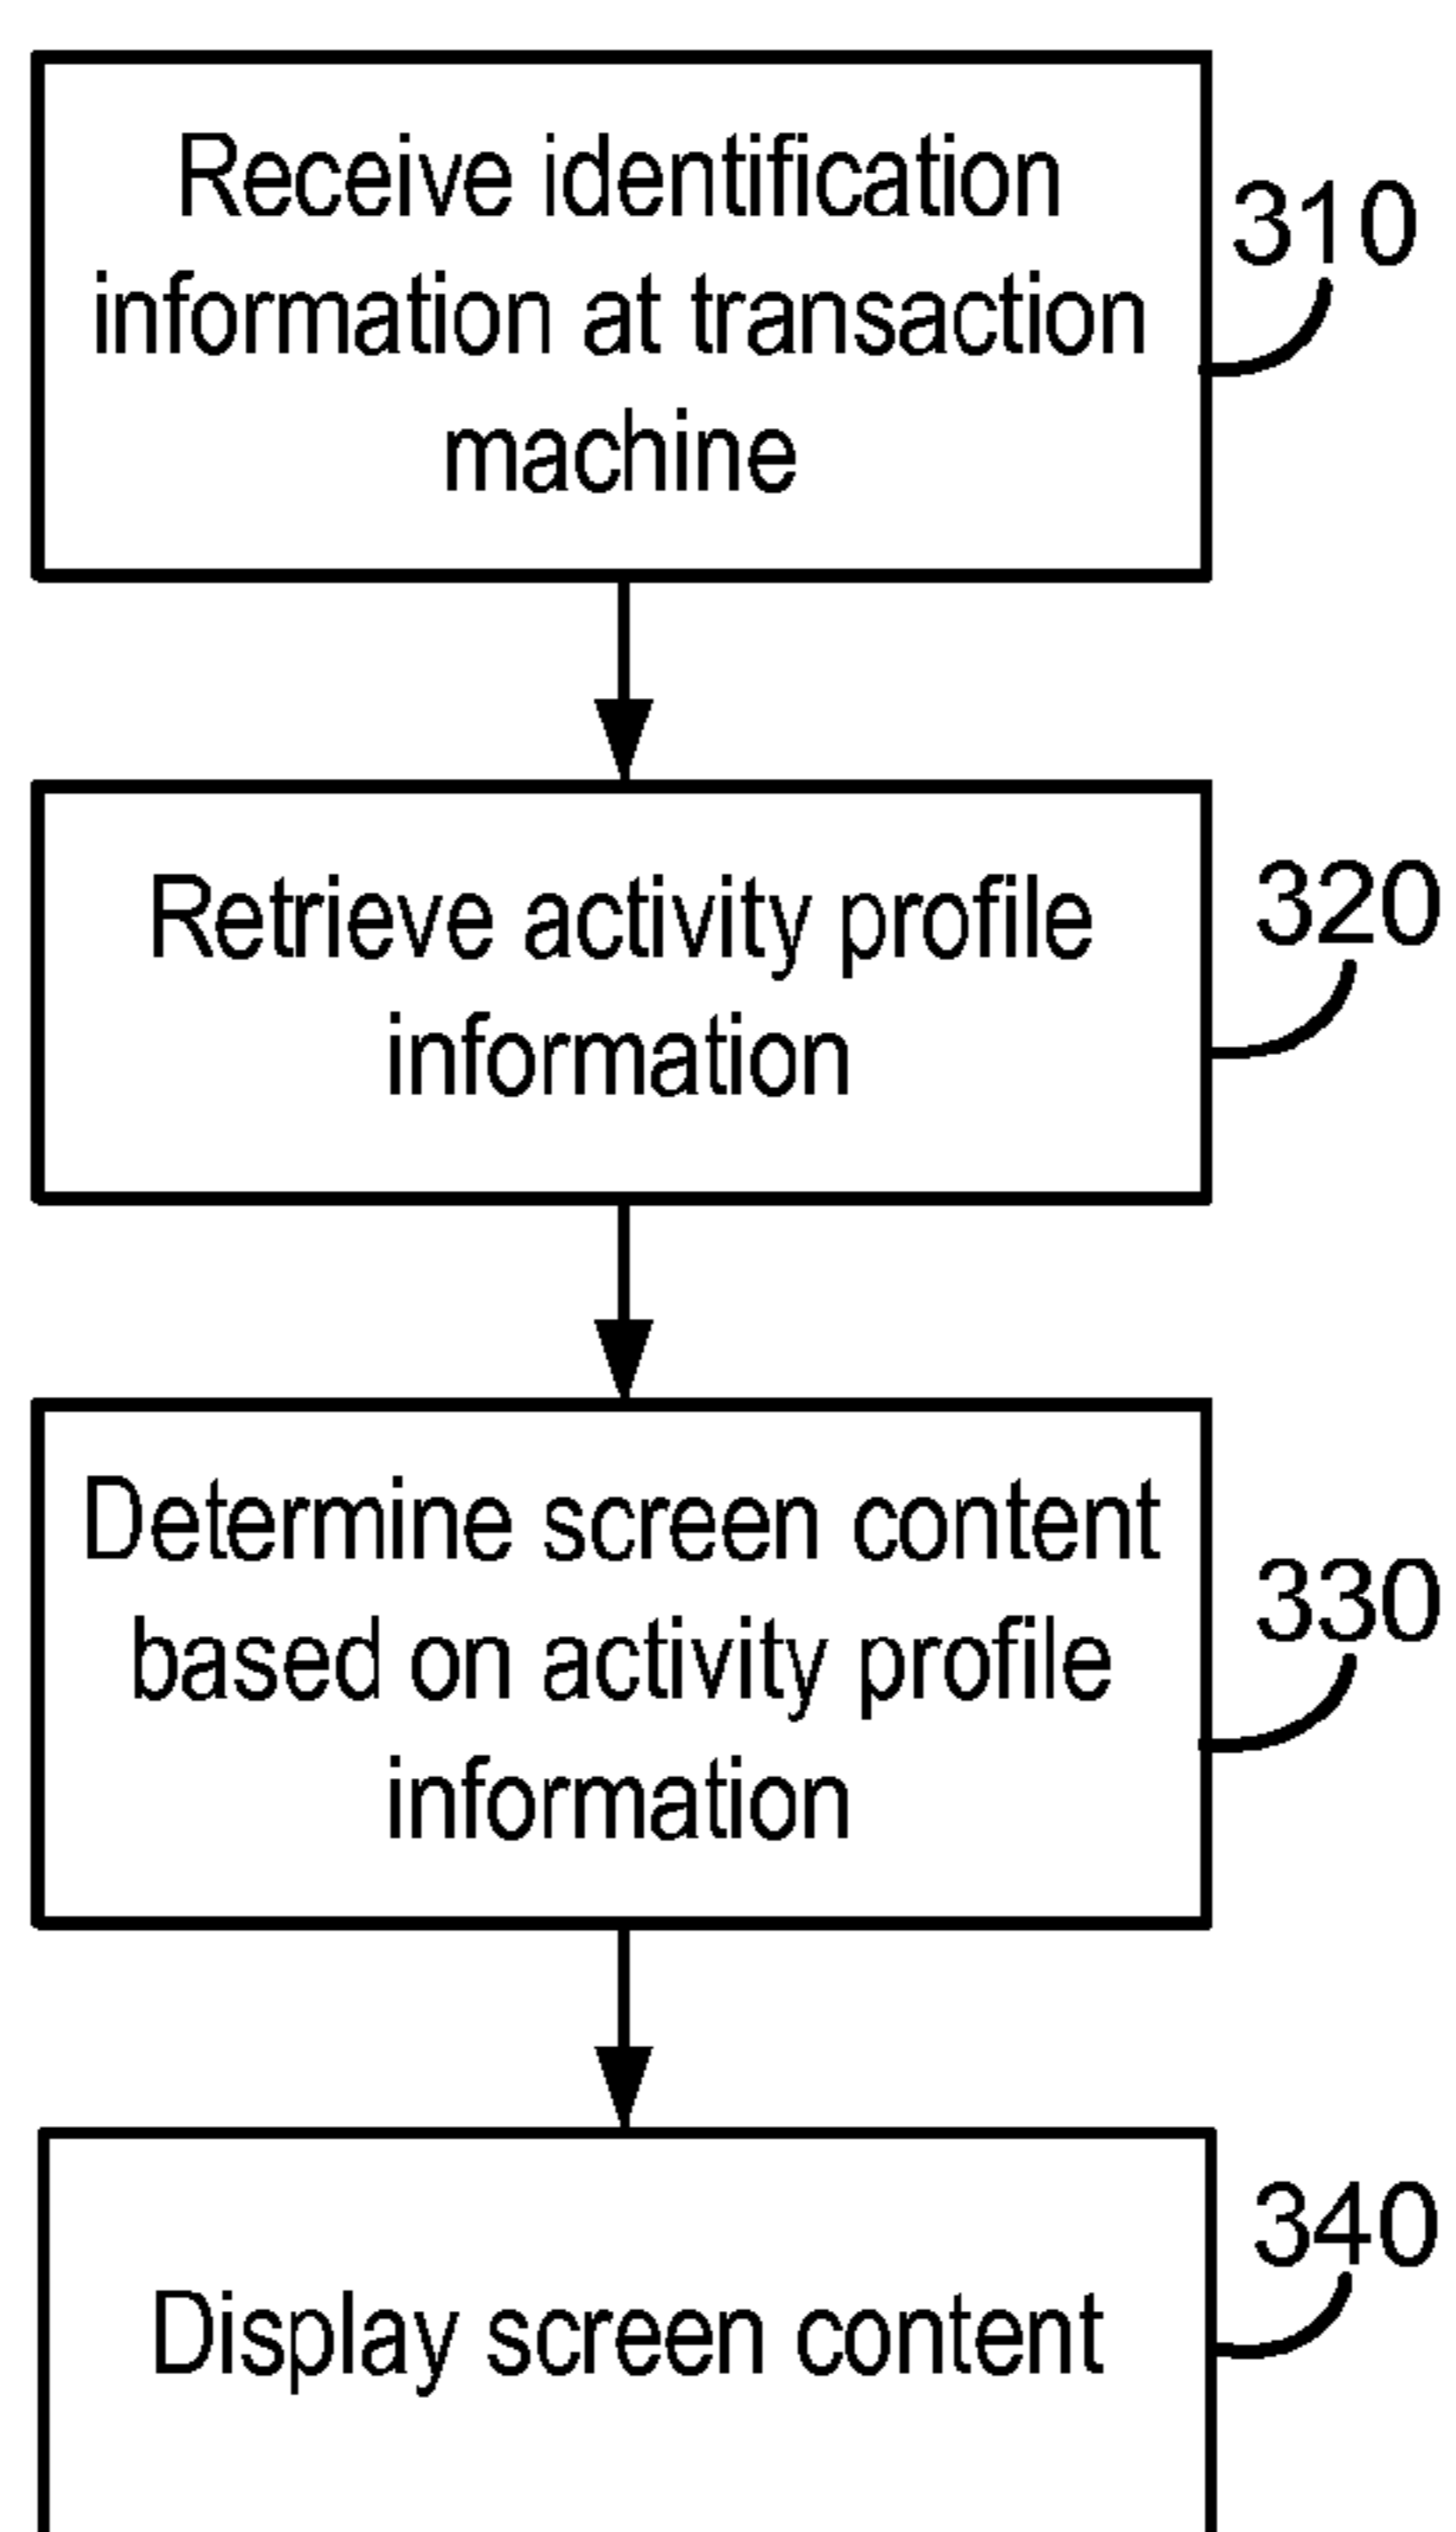 Receive identification
information at transaction
machine
310
Retrieve activity profile
information
320
Determine screen content
based on activity profile
information
330
Display screen content
340